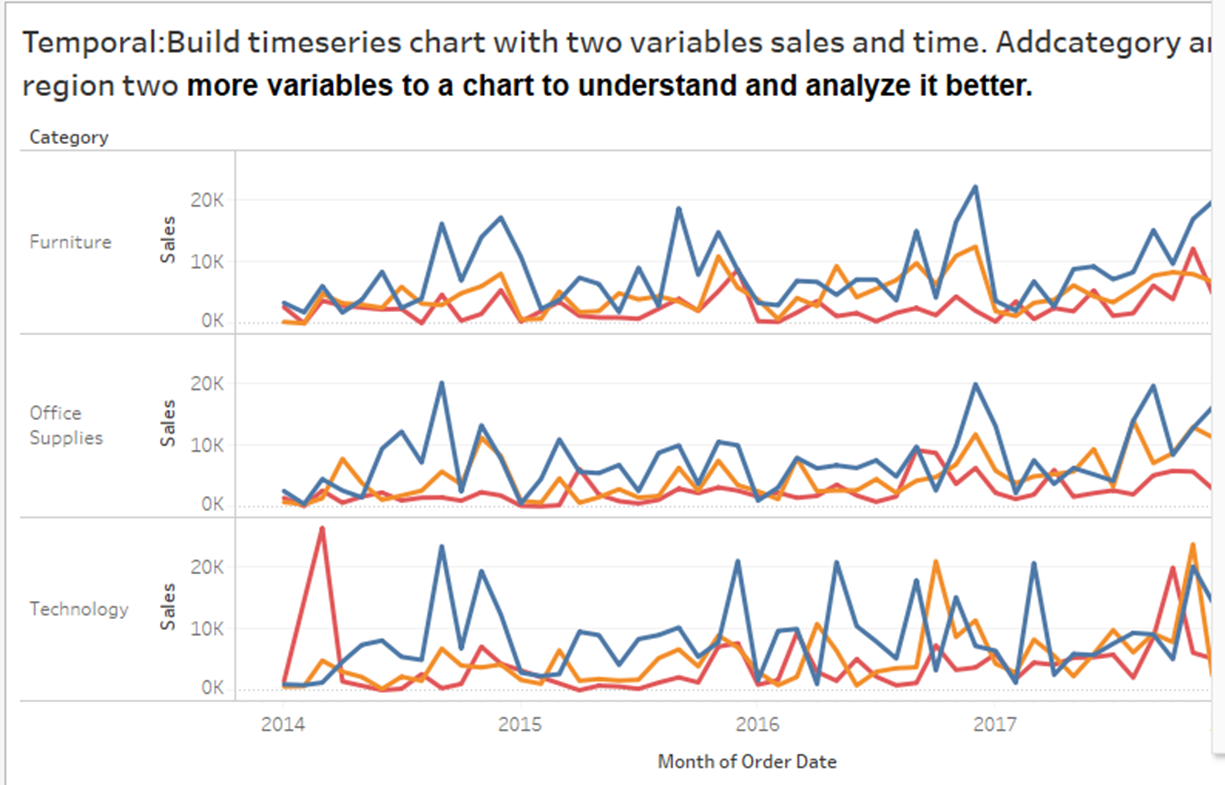 Temporal:Build timeseries chart with two variables sales and time. Addcategory
region two more variables to a chart to understand and analyze it better.
Category
Furniture
Sales
20K
10K
0K
Office
Supplies
Sales
20K
10K
0K
Technology
Sales
20K
10K
0K
2014 2015 2016 2017
Month of Order Date